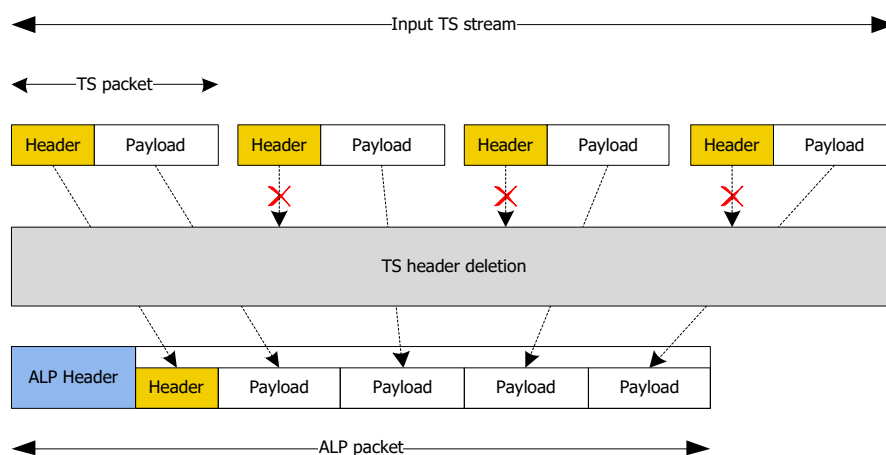 Input TS stream
TS packet
Header Payload Header Payload Header Payload Header Payload
TS header deletion
ALP Header
Header Payload Payload Payload Payload
ALP packet